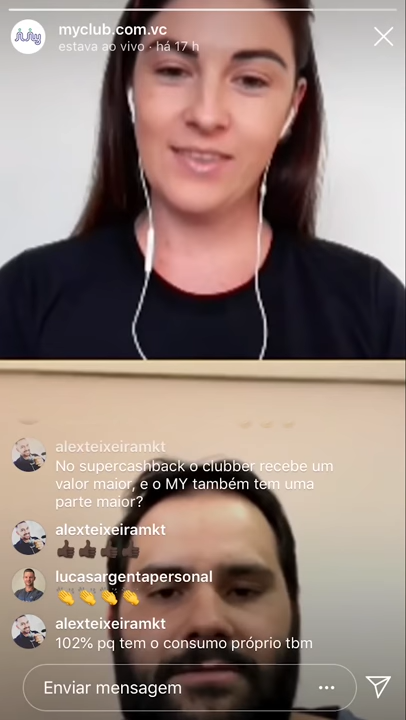 myclub.com.vc
estava ao vivo · há 17 h
alexteixeiramkt
No supercashback o clubber recebe um
valor maior, e o MY também tem uma
parte maior?
alexteixeiramkt
👍🏿👍🏿👍🏿👍🏿
lucasargentapersonal
👏👏👏👏
alexteixeiramkt
102% pq tem o consumo próprio tbm
Enviar mensagem